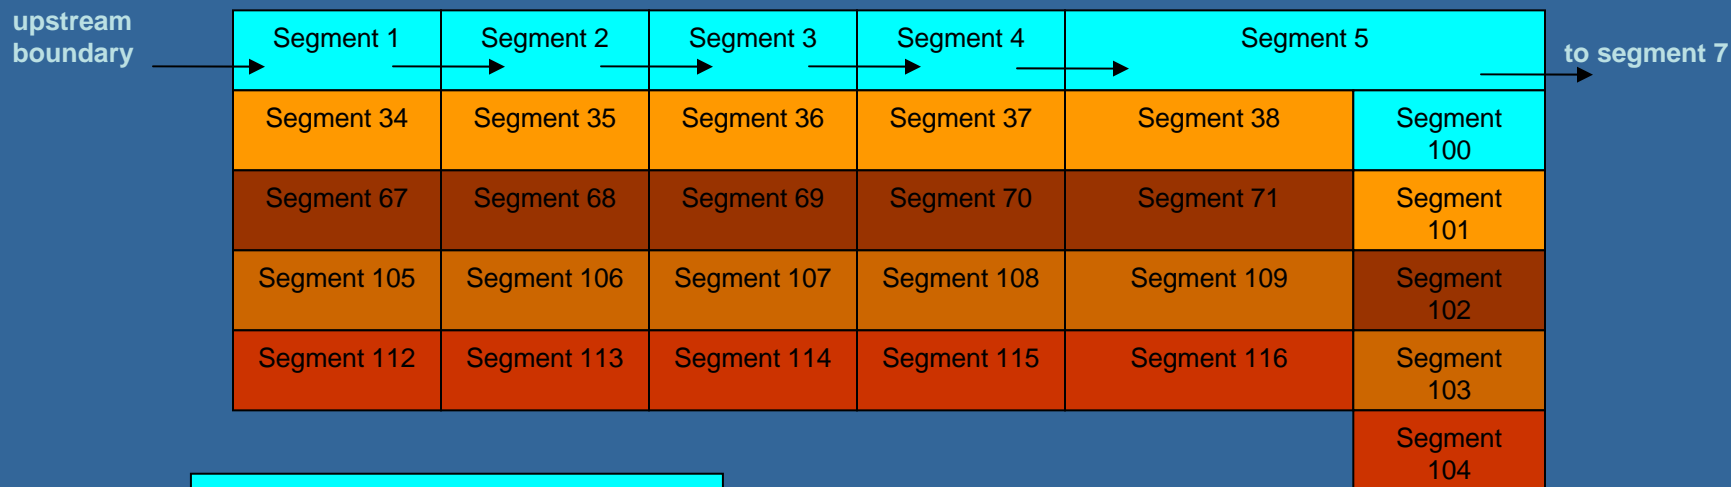 upstream
boundary
Segment 1
Segment 2
Segment 3
Segment 4
Segment 5
to segment 7
Segment 34
Segment 35
Segment 36
Segment 37
Segment 38
Segment
100
Segment 67
Segment 68
Segment 69
Segment 70
Segment 71
Segment
101
Segment 105
Segment 106
Segment 107
Segment 108
Segment 109
Segment
102
Segment 112
Segment 113
Segment 114
Segment 115
Segment 116
Segment
103
Segment
104